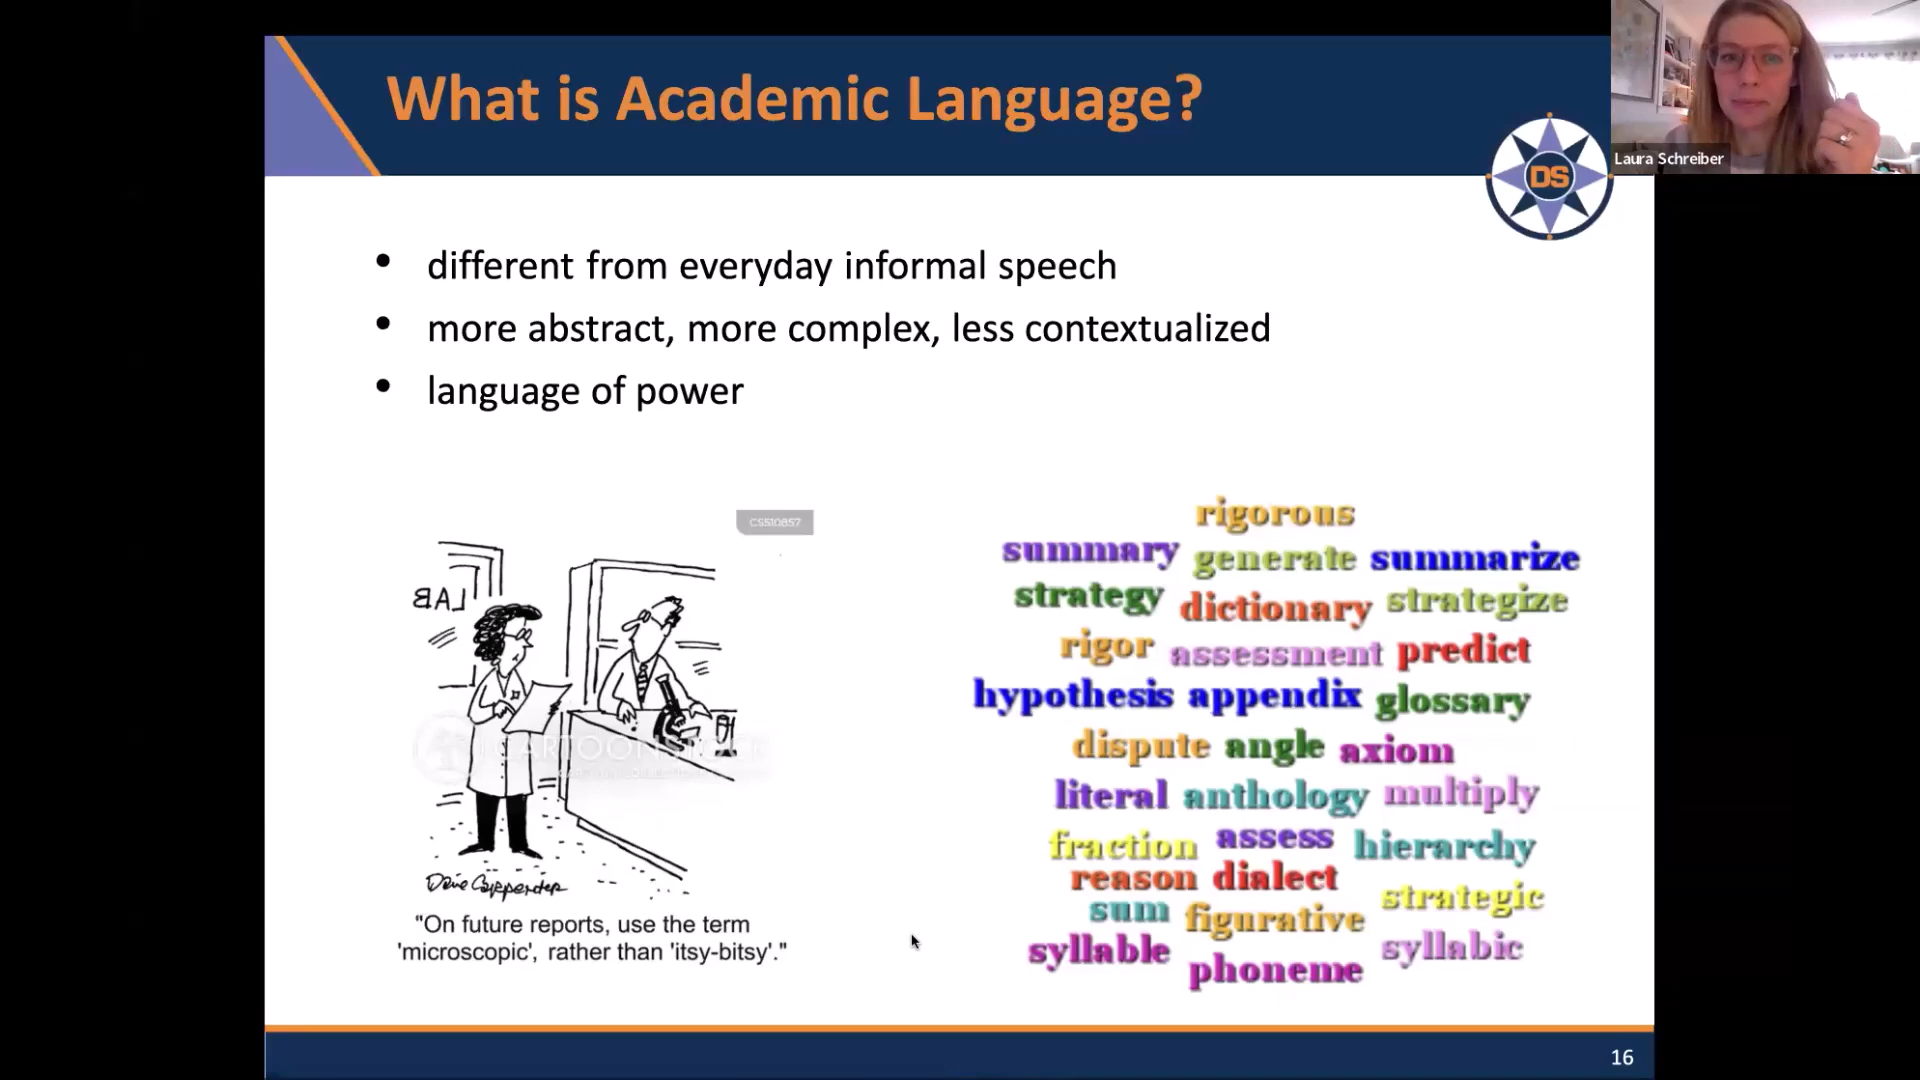 What is Academic Language?
Laura Schreiber
DS
• different from everyday informal speech
• more abstract, more complex, less contextualized
• language of power
CS510857
LAB
Dave Carpenter
"On future reports, use the term
'microscopic', rather than 'itsy-bitsy'."
rigorous
summary generate summarize
strategy dictionary strategize
rigor assessment predict
hypothesis appendix glossary
dispute angle axiom
literal anthology multiply
fraction assess hierarchy
reason dialect strategic
sum figurative
syllable phoneme syllabic
16